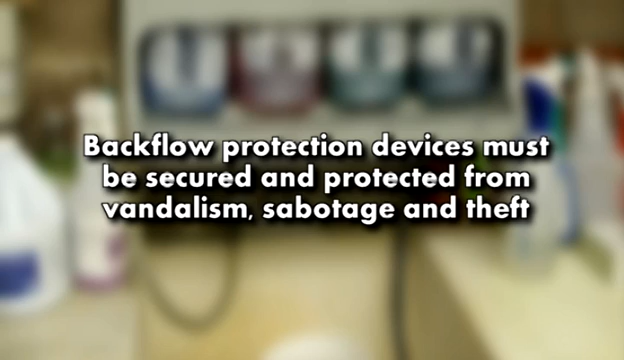 Backflow protection devices must
be secured and protected from
vandalism, sabotage and theft